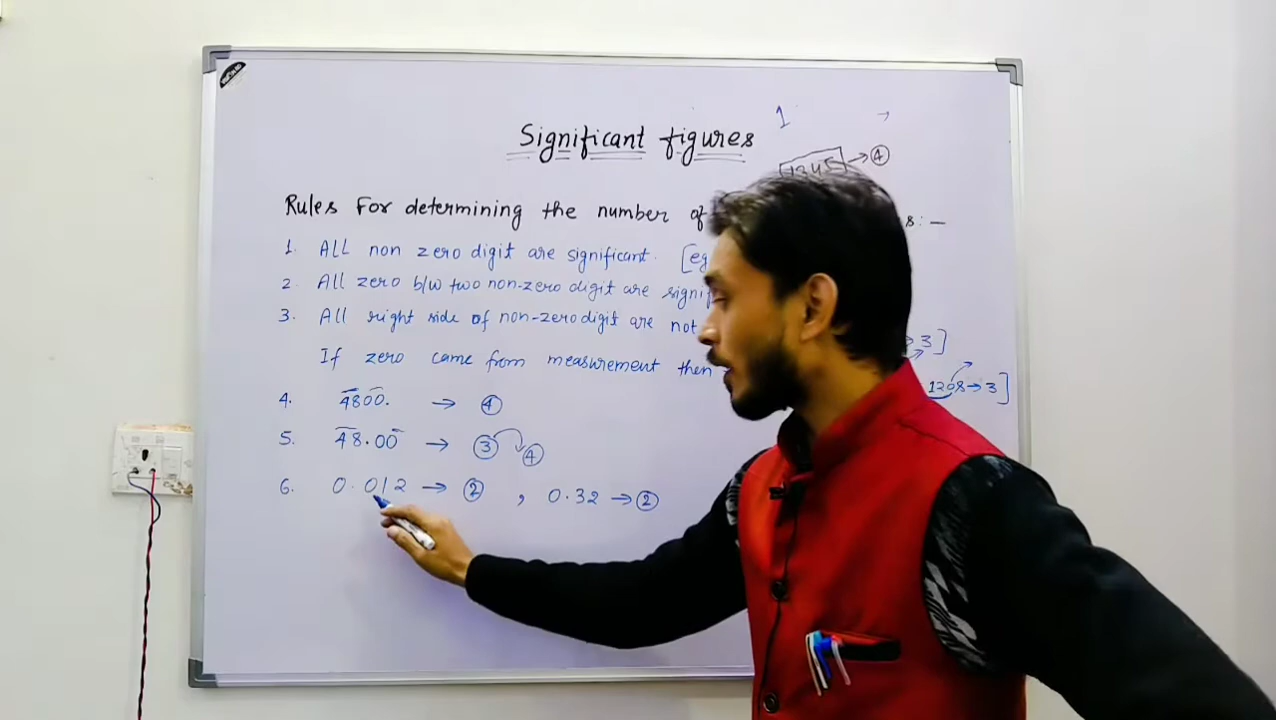 1 →
Significant figures
1345 → 4
Rules For determining the number of s:-
1. All non zero digit are significant. [eg
2. All zero b/w two non-zero digit are signif
3. All right side of non-zero digit are not → 3]
If zero came from measurement then → 3]
4. 4800. → 4
5. 48.00 → 3 4
6. 0.012 → 2 , 0.32 → 2